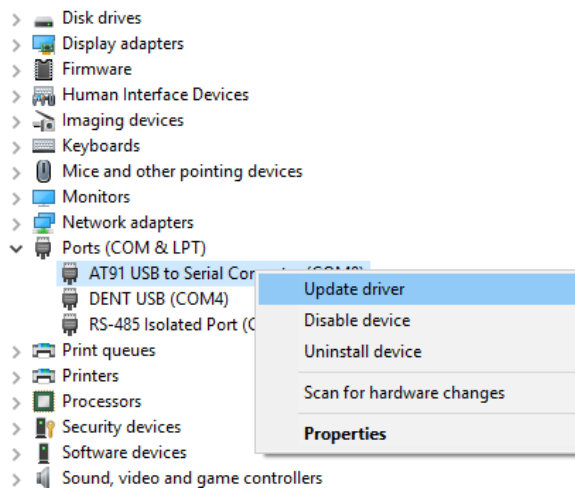 Disk drives
Display adapters
Firmware
Human Interface Devices
Imaging devices
Keyboards
Mice and other pointing devices
Monitors
Network adapters
Ports (COM & LPT)
AT91 USB to Serial
DENT USB (COM4)
RS-485 Isolated Port
Print queues
Printers
Processors
Security devices
Software devices
Sound, video and game controllers
Update driver
Disable device
Uninstall device
Scan for hardware changes
Properties